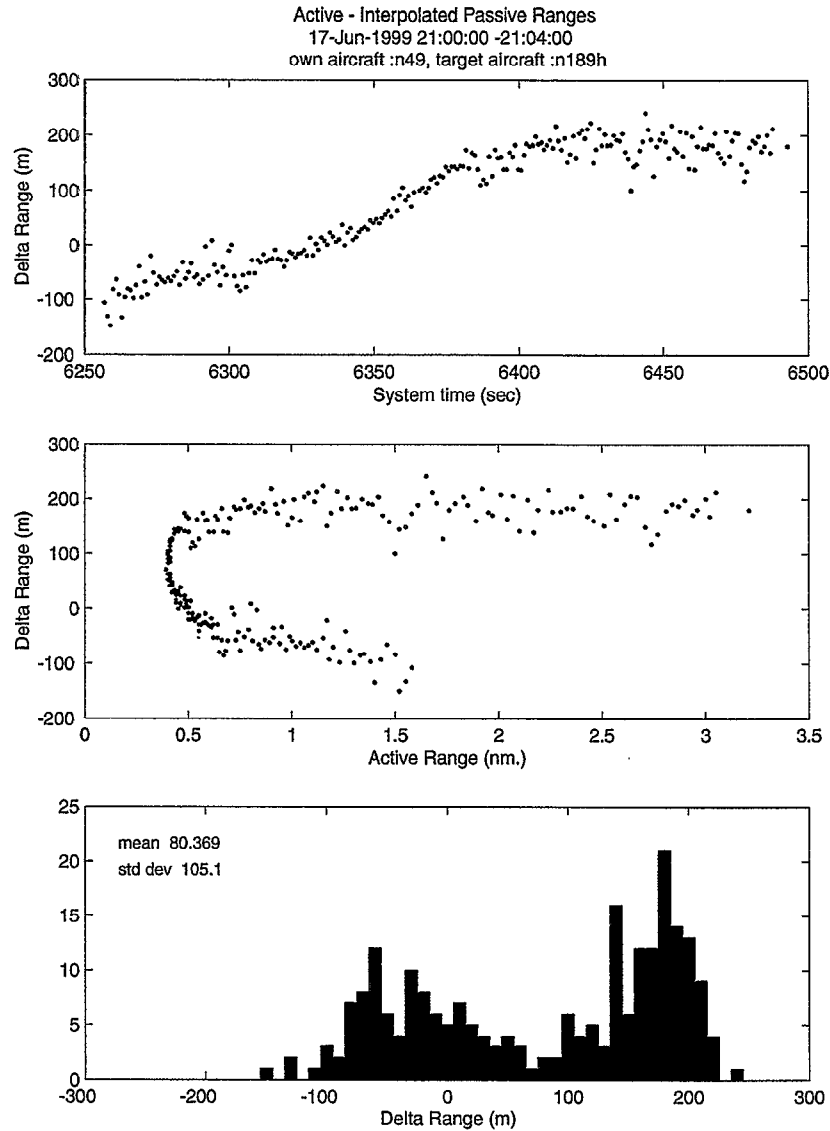 Active - Interpolated Passive Ranges
17-Jun-1999 21:00:00 -21:04:00
own aircraft :n49, target aircraft :n189h
300
200
100
0
-100
-200
Delta Range (m)
6250 6300 6350 6400 6450 6500
System time (sec)
300
200
100
0
-100
-200
Delta Range (m)
0 0.5 1 1.5 2 2.5 3 3.5
Active Range (nm.)
25
20
15
10
5
0
mean 80.369
std dev 105.1
-300 -200 -100 0 100 200 300
Delta Range (m)